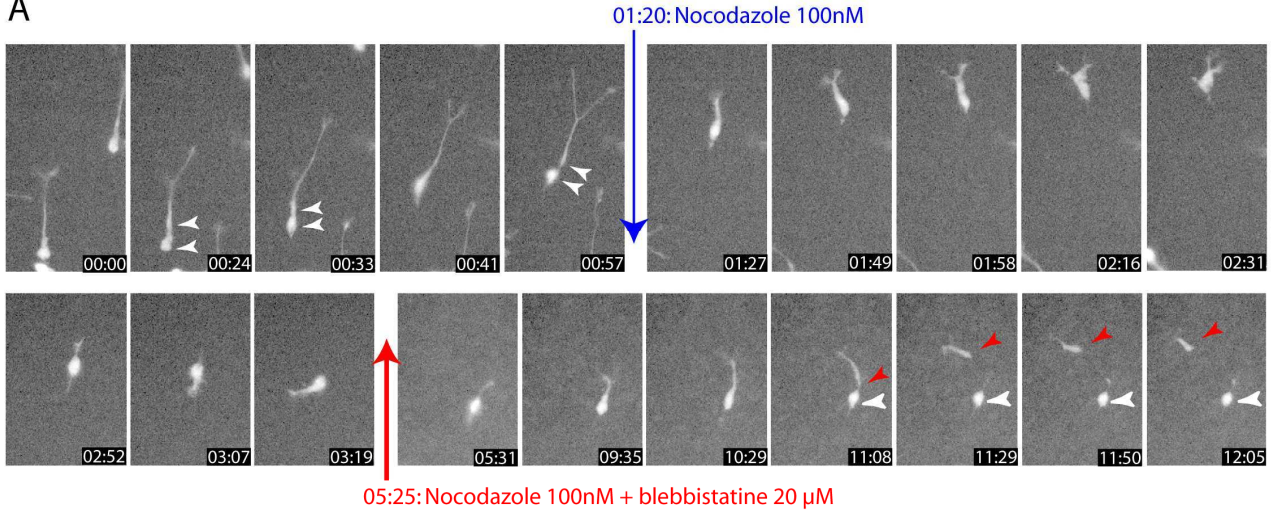 A
01:20: Nocodazole 100nM
00:00 00:24 00:33 00:41 00:57 01:27 01:49 01:58 02:16 02:31
02:52 03:07 03:19 05:31 09:35 10:29 11:08 11:29 11:50 12:05
05:25: Nocodazole 100nM + blebbistatine 20 µM